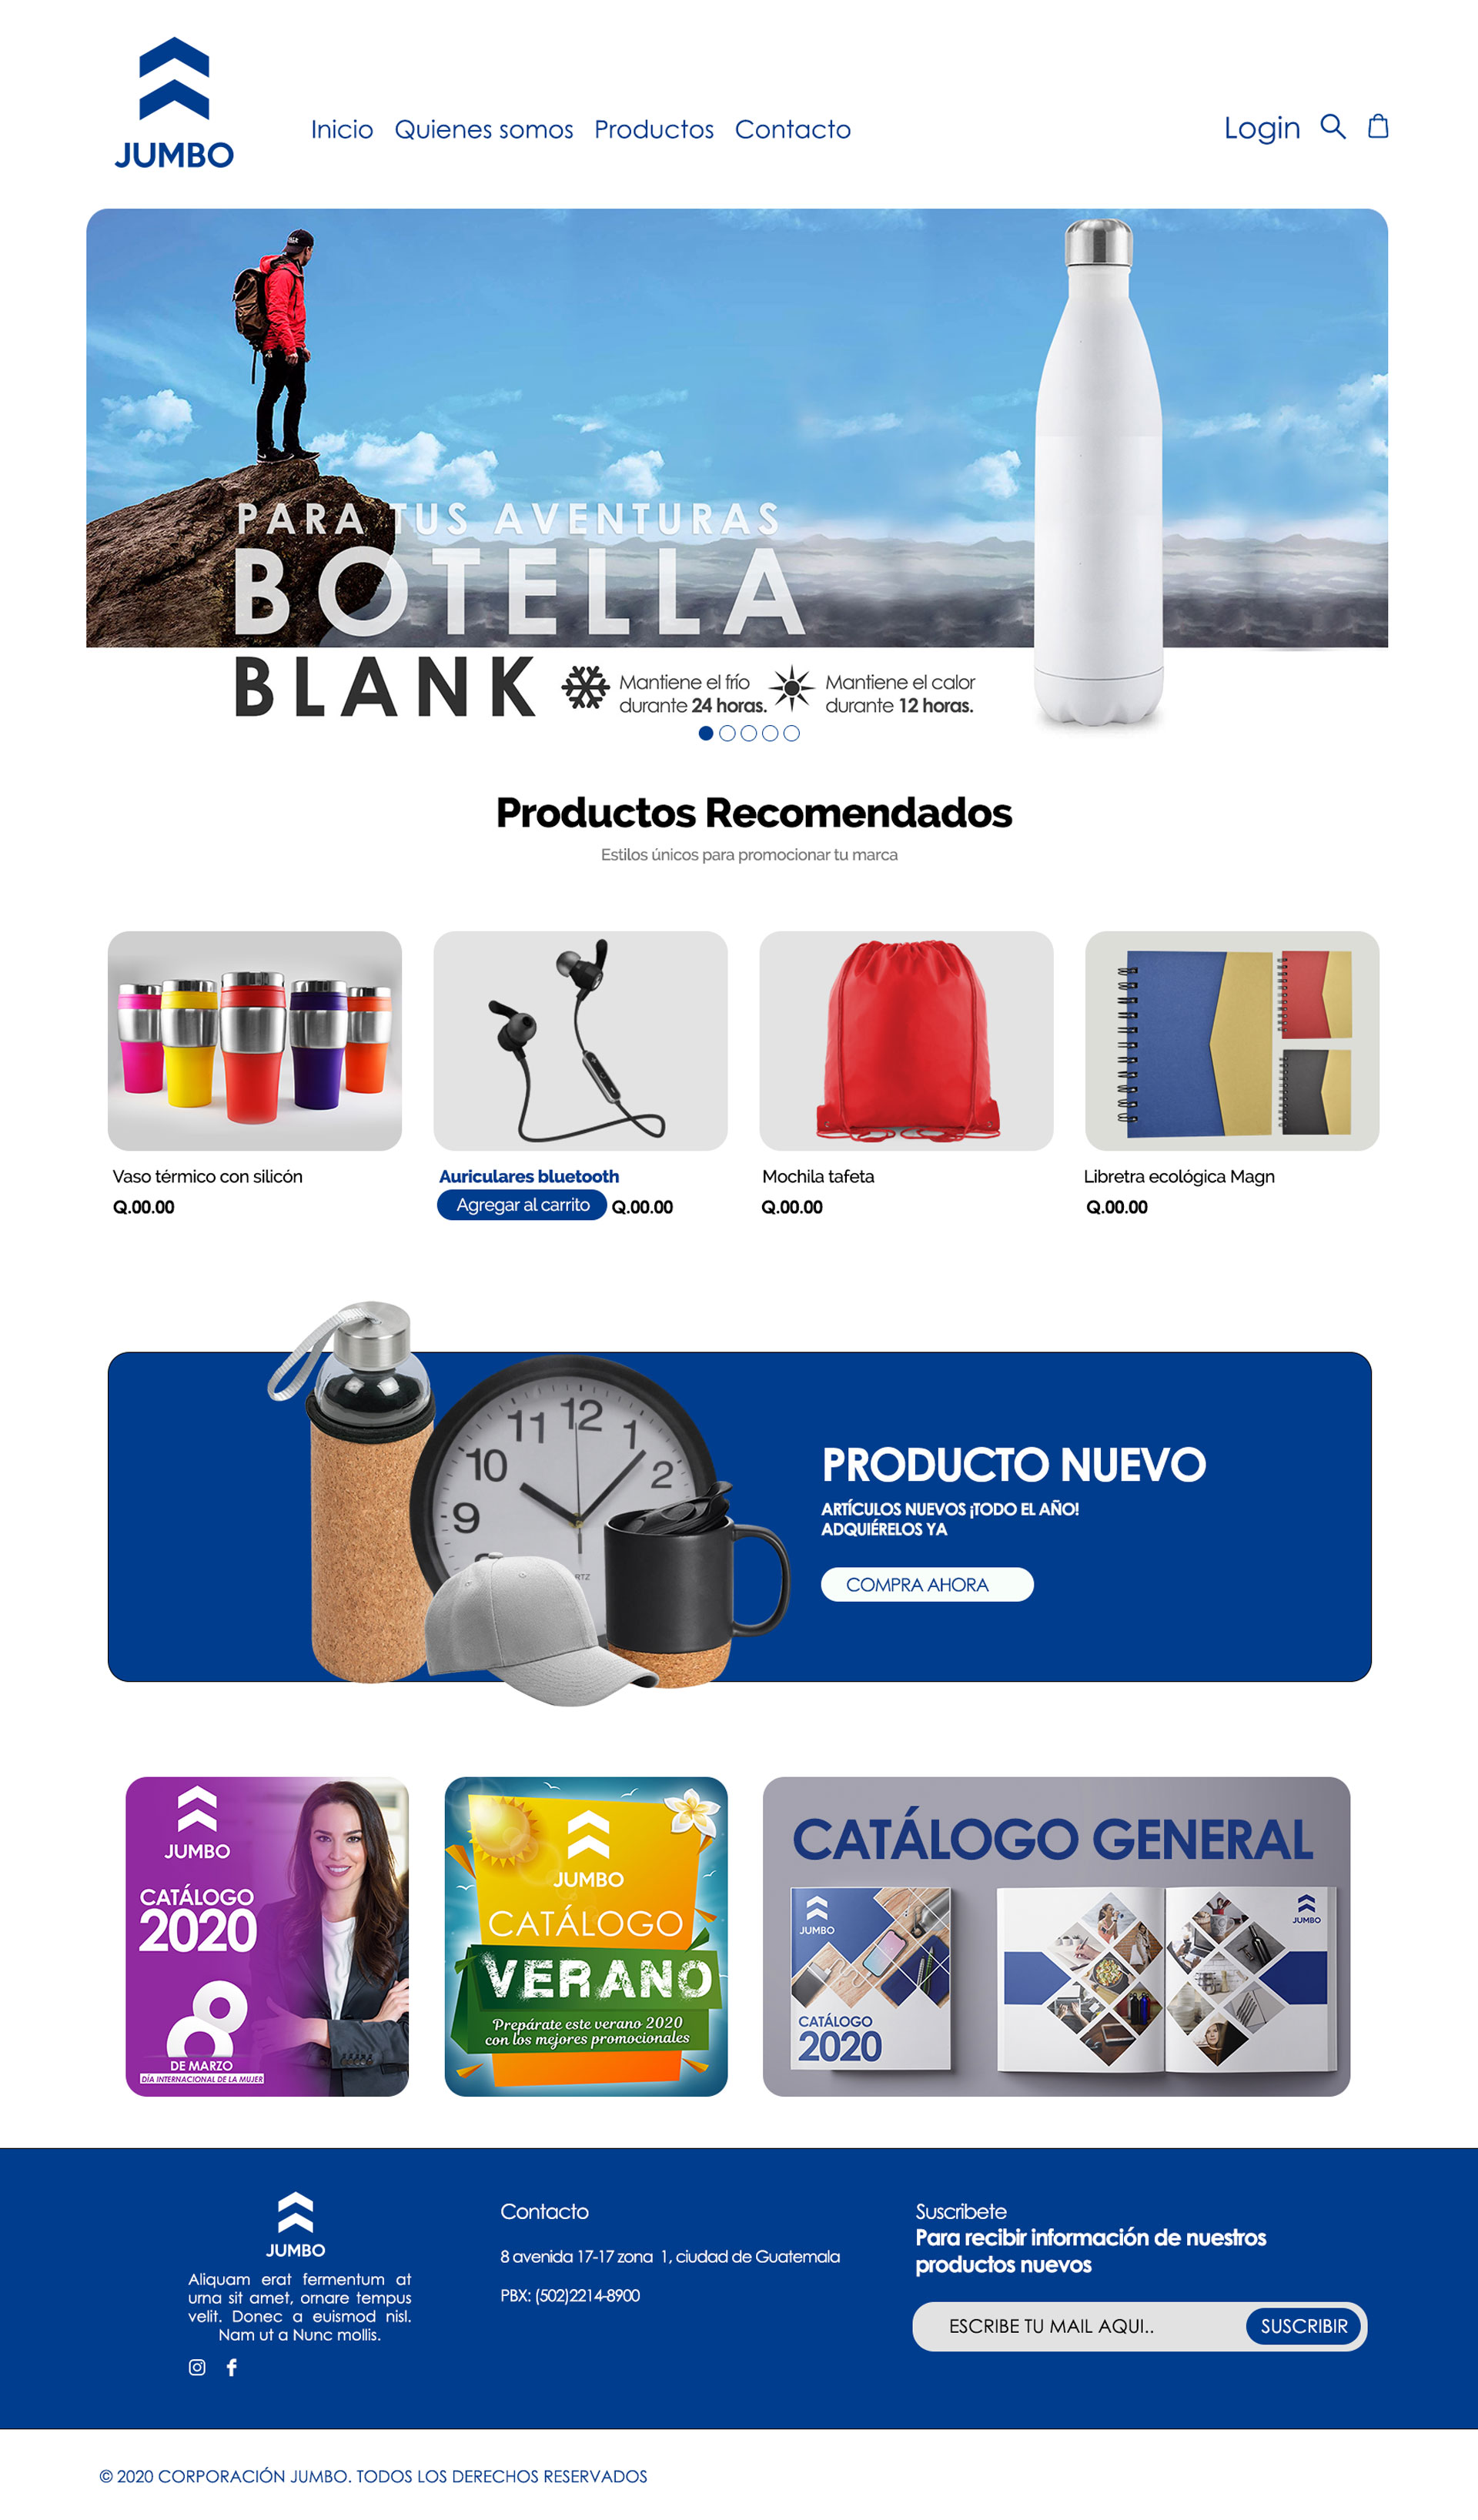 JUMBO
Inicio Quienes somos Productos Contacto
Login
PARA TUS AVENTURAS
BOTELLA
BLANK
Mantiene el frío
durante 24 horas.
Mantiene el calor
durante 12 horas.
Productos Recomendados
Estilos únicos para promocionar tu marca
Vaso térmico con silicón
Q.00.00
Auriculares bluetooth
Agregar al carrito Q.00.00
Mochila tafeta
Q.00.00
Libretra ecológica Magn
Q.00.00
11 12 1
10 2
9
RTZ
PRODUCTO NUEVO
ARTÍCULOS NUEVOS ¡TODO EL AÑO!
ADQUIÉRELOS YA
COMPRA AHORA
JUMBO
CATÁLOGO
2020
8
DE MARZO
DÍA INTERNACIONAL DE LA MUJER
JUMBO
CATÁLOGO
VERANO
Prepárate este verano 2020
con los mejores promocionales
CATÁLOGO GENERAL
JUMBO
CATÁLOGO
2020
JUMBO
JUMBO
Aliquam erat fermentum at
urna sit amet, ornare tempus
velit. Donec a euismod nisl.
Nam ut a Nunc mollis.
Contacto
8 avenida 17-17 zona 1, ciudad de Guatemala
PBX: (502)2214-8900
Suscribete
Para recibir información de nuestros
productos nuevos
ESCRIBE TU MAIL AQUI..
SUSCRIBIR
© 2020 CORPORACIÓN JUMBO. TODOS LOS DERECHOS RESERVADOS